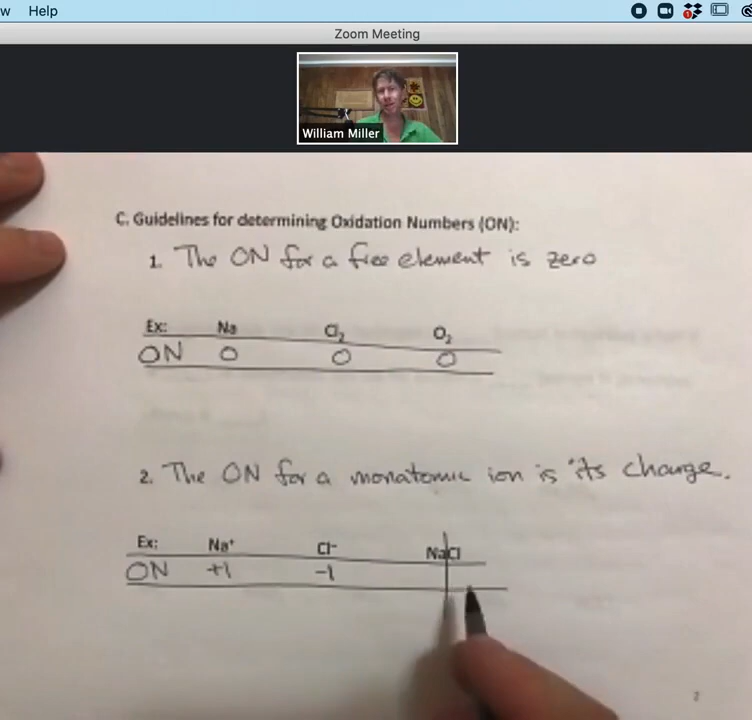 w Help
Zoom Meeting
William Miller
C. Guidelines for determining Oxidation Numbers (ON):
1. The ON for a free element is zero
Ex: Na Cl₂ O₂
ON 0 0 0
2. The ON for a monatomic ion is its charge.
Ex: Na⁺ Cl⁻ NaCl
ON +1 -1
2